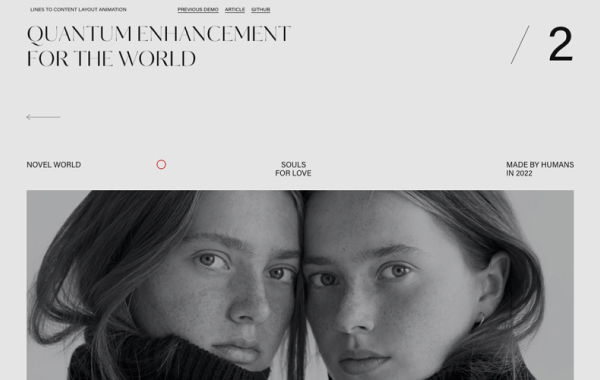 LINES TO CONTENT LAYOUT ANIMATION
PREVIOUS DEMO ARTICLE GITHUB
QUANTUM ENHANCEMENT
FOR THE WORLD
/ 2
NOVEL WORLD
SOULS
FOR LOVE
MADE BY HUMANS
IN 2022